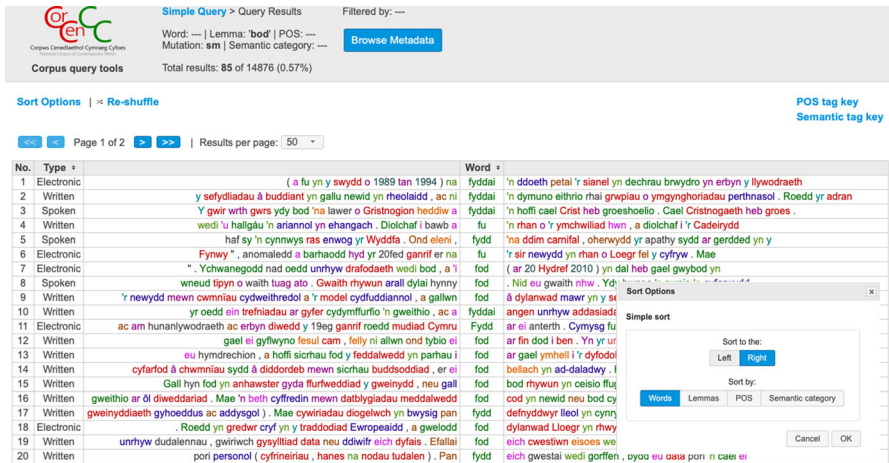 CorCenCC
Corpws Cenedlaethol Cymraeg Cyfoes
National Corpus of Contemporary Welsh
Corpus query tools
Simple Query > Query Results
Filtered by: ---
Word: --- | Lemma: 'bod' | POS: ---
Mutation: sm | Semantic category: ---
Browse Metadata
Total results: 85 of 14876 (0.57%)
Sort Options | Re-shuffle
POS tag key
Semantic tag key
<< < Page 1 of 2 > >> | Results per page: 50
No. Type Word
1 Electronic ( a fu yn y swydd o 1989 tan 1994 ) na fyddai 'n ddoeth petai 'r sianel yn dechrau brwydro yn erbyn y llywodraeth
2 Written y sefydliadau â buddiant yn gallu newid yn rheolaidd , ac ni fyddai 'n dymuno eithrio rhai grwpiau o ymgynghoriadau perthnasol . Roedd yr adran
3 Spoken Y gwir wrth gwrs ydy bod 'na lawer o Gristnogion heddiw a fyddai 'n hoffi cael Crist heb groeshoelio . Cael Cristnogaeth heb groes .
4 Written wedi 'u hallgáu 'n ariannol yn ehangach . Diolchaf i bawb a fu 'n rhan o 'r ymchwiliad hwn , a diolchaf i 'r Cadeirydd
5 Spoken haf sy 'n cynnwys ras enwog yr Wyddfa . Ond eleni , fydd 'na ddim carnifal , oherwydd yr apathy sydd ar gerdded yn y
6 Electronic Fynwy " , anomaledd a barhaodd hyd yr 20fed ganrif er na fu 'r sir newydd yn rhan o Loegr fel y cyfryw . Mae
7 Electronic " . Ychwanegodd nad oedd unrhyw drafodaeth wedi bod , a 'i fod ( ar 20 Hydref 2010 ) yn dal heb gael gwybod yn
8 Spoken wneud tipyn o waith tuag ato . Gwaith rhywun arall dylai hynny fod . Nid eu gwaith nhw .
9 Written 'r newydd mewn cwmnïau cydweithredol a 'r model cydfuddiannol , a gallwn fod â dylanwad mawr yn y
10 Written yr oedd ein trefniadau ar gyfer cydymffurfio 'n gweithio , ac a fyddai angen unrhyw
11 Electronic ac am hunanlywodraeth ac erbyn diwedd y 19eg ganrif roedd mudiad Cymru Fydd ar ei anterth . Cymysg
12 Written gael ei gyflwyno fesul cam , felly ni allwn ond tybio ei fod ar fin dod i ben . Yn yr
13 Written eu hymdrechion , a hoffi sicrhau fod y feddalwedd yn parhau i fod ar gael ymhell i 'r
14 Written cyfarfod â chwmnïau sydd â diddordeb mewn sicrhau buddsoddiad , er ei fod bellach yn ad-daladwy .
15 Written Gall hyn fod yn anhawster gyda ffurfweddiad y gweinydd , neu gall fod bod rhywun yn ceisio
16 Written gweithio ar ôl diweddariad . Mae 'n beth cyffredin mewn datblygiadau meddalwedd fod cod yn newid neu bod
17 Written gweinyddiaeth gyhoeddus ac addysgol ) . Mae cywiriadau diogelwch yn bwysig pan fydd defnyddwyr lleol yn
18 Electronic . Roedd yn gredwr cryf yn y traddodiad Ewropeaidd , a gwelodd fod dylanwad Lloegr yn
19 Written unrhyw dudalennau , gwiriwch gysylltiad data neu ddiwifr eich dyfais . Efallai fod eich cwestiwn eisoes
20 Written pori personol ( cyfrineiriau , hanes na nodau tudalen ) . Pan fydd eich gwestai wedi gorffen , bydd eu data pori 'n cael ei
Sort Options
Simple sort
Sort to the:
Left Right
Sort by:
Words Lemmas POS Semantic category
Cancel OK